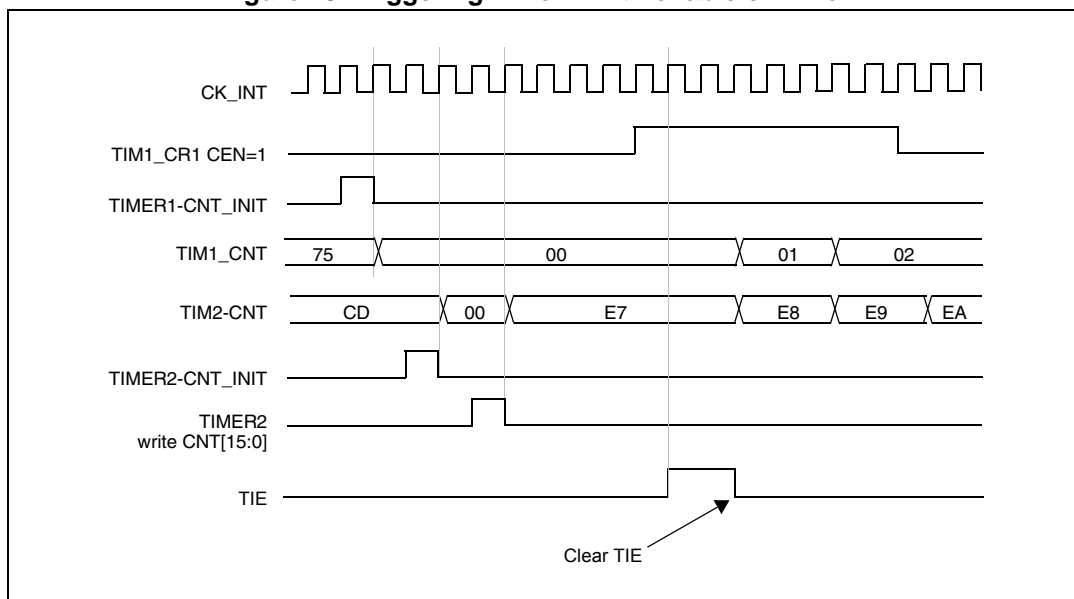 CK_INT
TIM1_CR1 CEN=1
TIMER1-CNT_INIT
TIM1_CNT 75 00 01 02
TIM2-CNT CD 00 E7 E8 E9 EA
TIMER2-CNT_INIT
TIMER2
write CNT[15:0]
TIE
Clear TIE